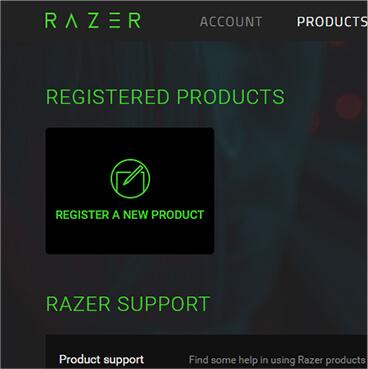 RAZER
ACCOUNT PRODUCTS
REGISTERED PRODUCTS
REGISTER A NEW PRODUCT
RAZER SUPPORT
Product support Find some help in using Razer products